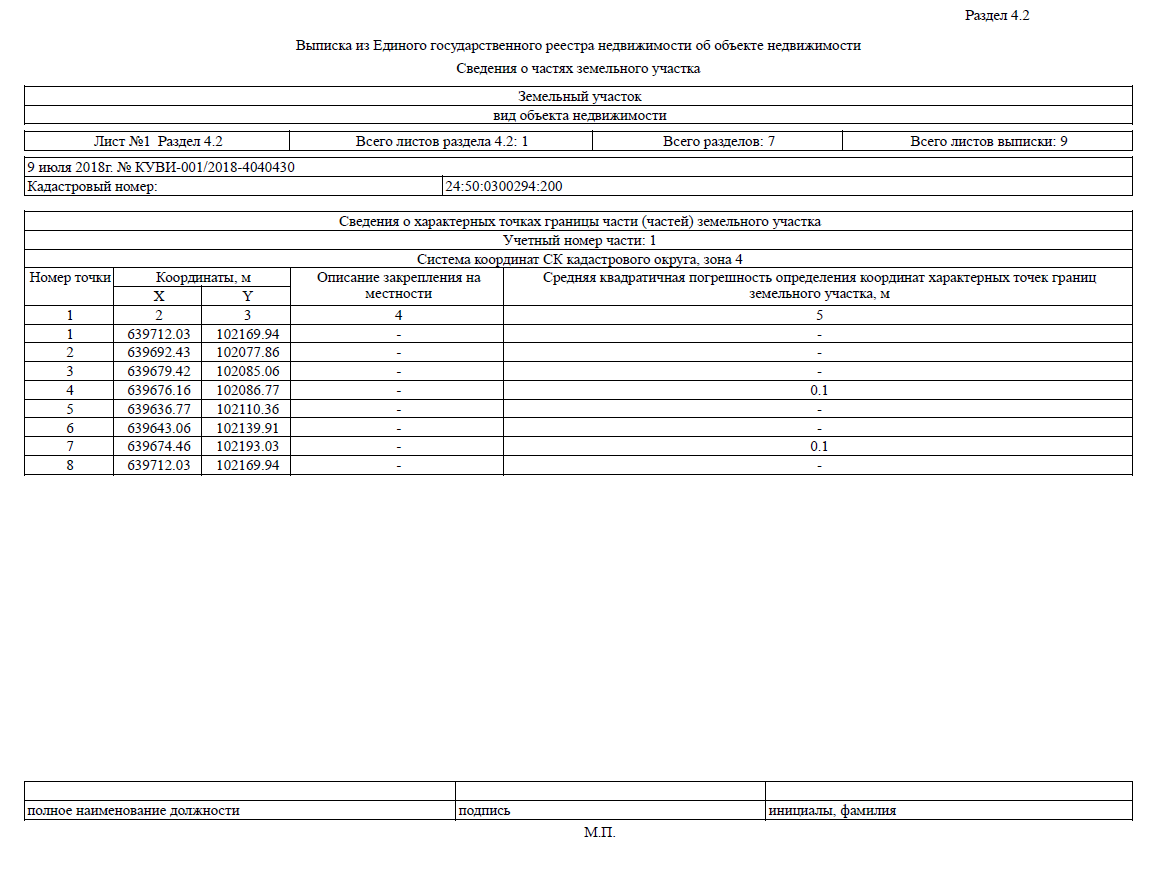 Раздел 4.2
Выписка из Единого государственного реестра недвижимости об объекте недвижимости
Сведения о частях земельного участка
Земельный участок
вид объекта недвижимости
Лист №1 Раздел 4.2 Всего листов раздела 4.2: 1 Всего разделов: 7 Всего листов выписки: 9
9 июля 2018г. № КУВИ-001/2018-4040430
Кадастровый номер: 24:50:0300294:200
Сведения о характерных точках границы части (частей) земельного участка
Учетный номер части: 1
Система координат СК кадастрового округа, зона 4
Номер точки Координаты, м Описание закрепления на местности Средняя квадратичная погрешность определения координат характерных точек границ земельного участка, м
X Y
1 2 3 4 5
1 639712.03 102169.94 - -
2 639692.43 102077.86 - -
3 639679.42 102085.06 - -
4 639676.16 102086.77 - 0.1
5 639636.77 102110.36 - -
6 639643.06 102139.91 - -
7 639674.46 102193.03 - 0.1
8 639712.03 102169.94 - -
полное наименование должности подпись инициалы, фамилия
М.П.